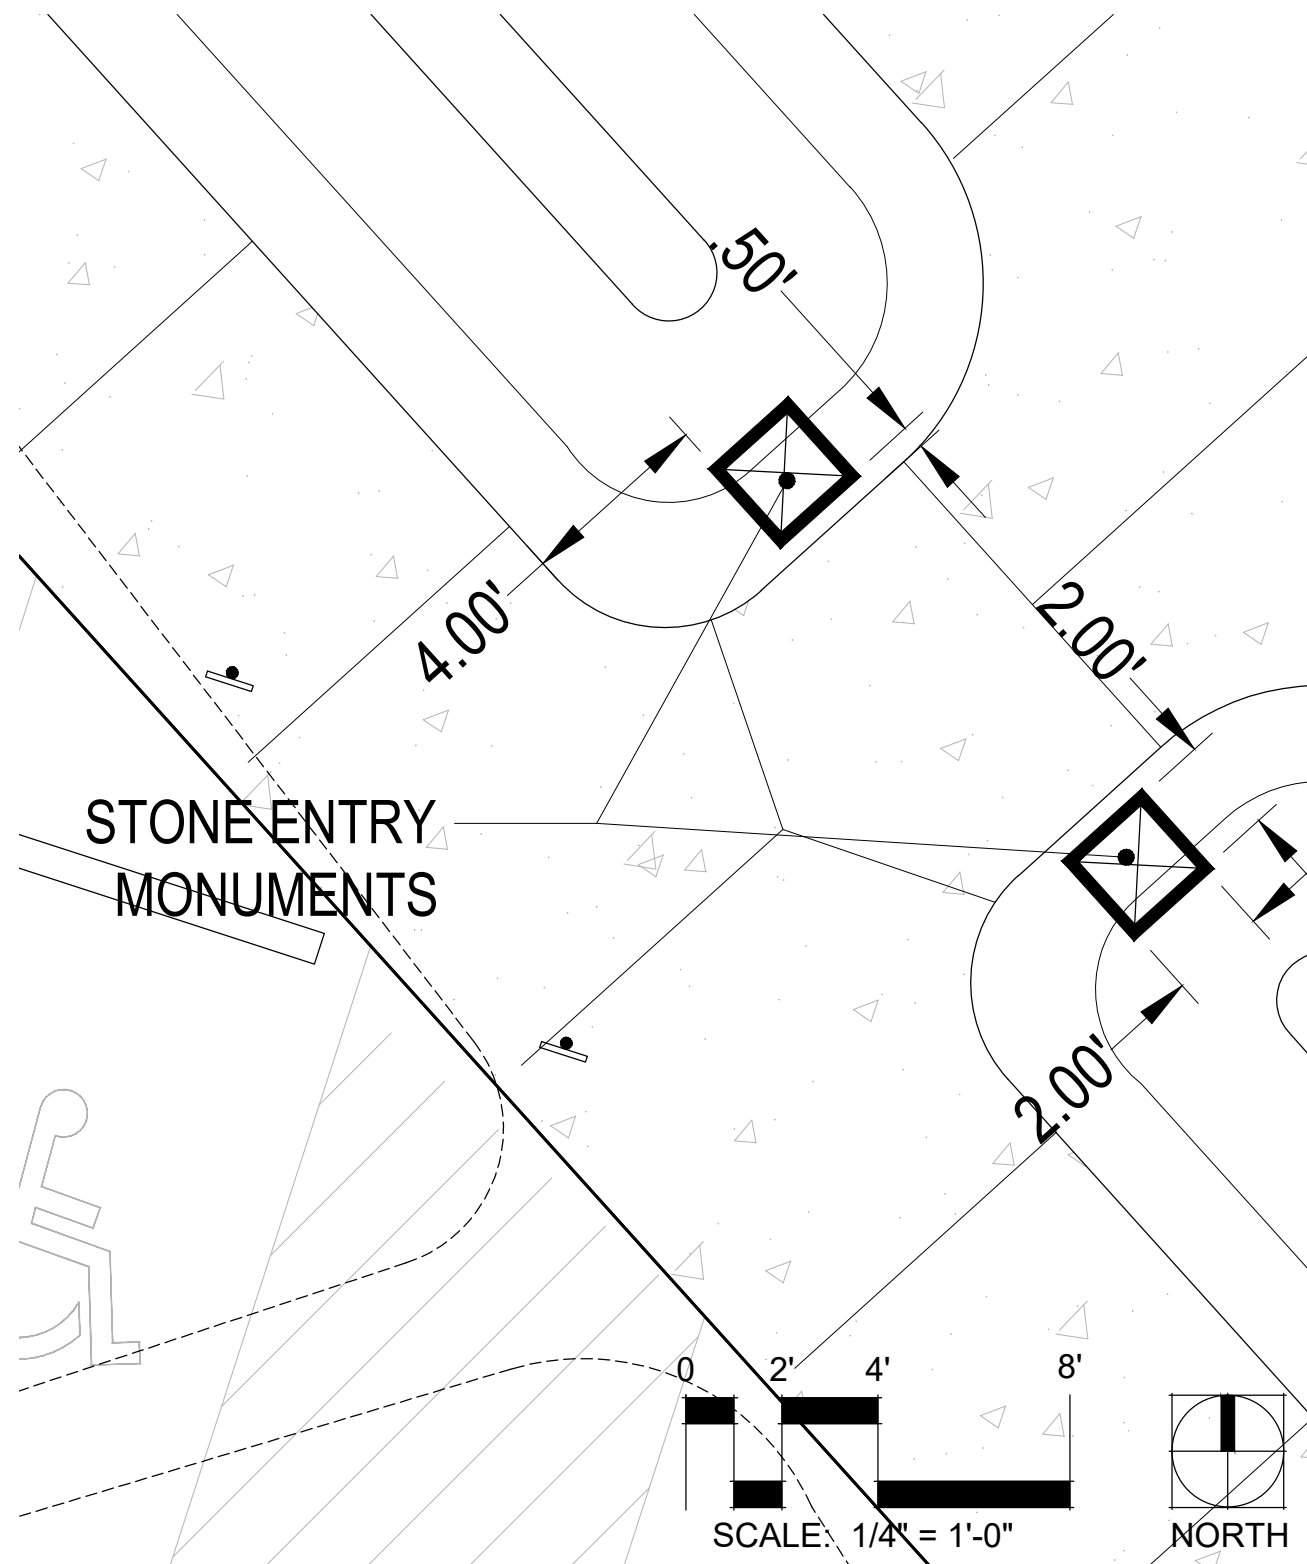 .50'
4.00'
2.00'
STONE ENTRY
MONUMENTS
2.00'
0 2' 4' 8'
SCALE: 1/4" = 1'-0"
NORTH